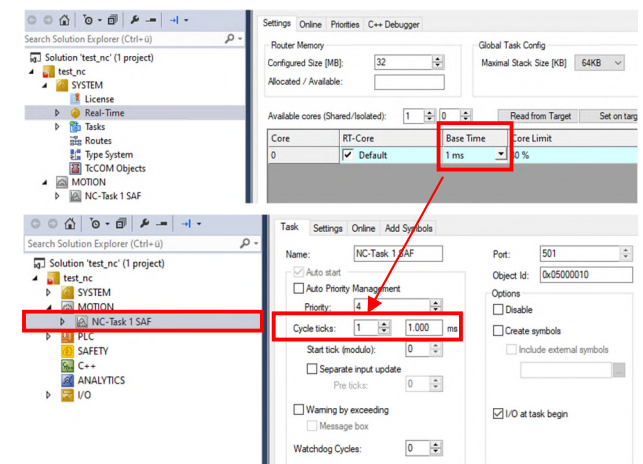 Search Solution Explorer (Ctrl+ü)
Solution 'test_nc' (1 project)
test_nc
SYSTEM
License
Real-Time
Tasks
Routes
Type System
TcCOM Objects
MOTION
NC-Task 1 SAF
Settings Online Priorities C++ Debugger
Router Memory
Configured Size [MB]: 32
Allocated / Available:
Global Task Config
Maximal Stack Size [KB] 64KB
Available cores (Shared/Isolated): 1 0 Read from Target Set on targ
Core RT-Core Base Time Core Limit
0 Default 1 ms 0 %
Search Solution Explorer (Ctrl+ü)
Solution 'test_nc' (1 project)
test_nc
SYSTEM
MOTION
NC-Task 1 SAF
PLC
SAFETY
C++
ANALYTICS
I/O
Task Settings Online Add Symbols
Name: NC-Task 1 SAF
Auto start
Auto Priority Management
Priority: 4
Cycle ticks: 1 1.000 ms
Start tick (modulo): 0
Separate input update
Pre ticks: 0
Warning by exceeding
Message box
Watchdog Cycles: 0
Port: 501
Object Id: 0x05000010
Options
Disable
Create symbols
Include external symbols
...
I/O at task begin